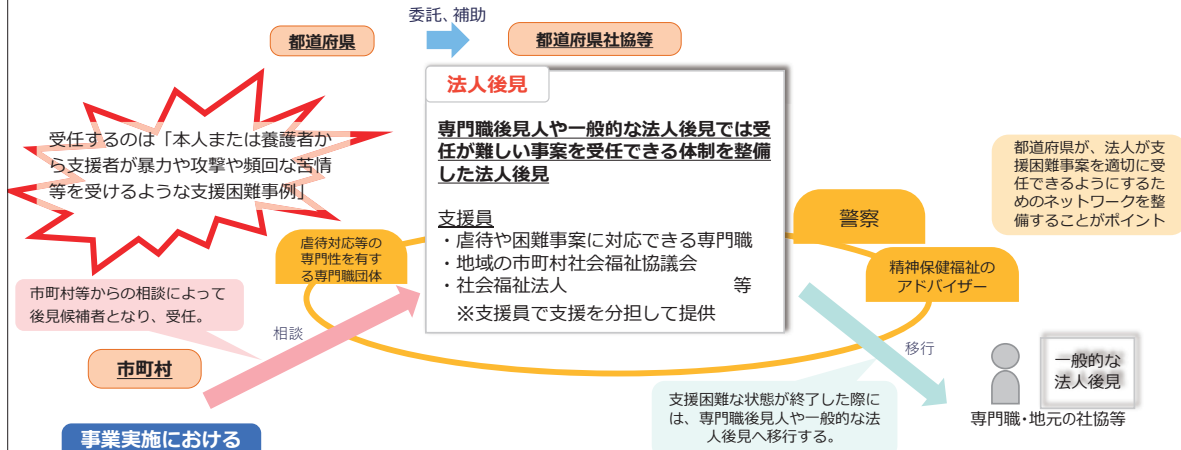 委託、補助
都道府県
都道府県社協等
法人後見
専門職後見人や一般的な法人後見では受
任が難しい事案を受任できる体制を整備
した法人後見
支援員
・虐待や困難事案に対応できる専門職
・地域の市町村社会福祉協議会
・社会福祉法人　　　　　　　等
※支援員で支援を分担して提供
受任するのは「本人または養護者か
ら支援者が暴力や攻撃や頻回な苦情
等を受けるような支援困難事例」
都道府県が、法人が支
援困難事案を適切に受
任できるようにするた
めのネットワークを整
備することがポイント
警察
虐待対応等の
専門性を有す
る専門職団体
精神保健福祉の
アドバイザー
市町村等からの相談によって
後見候補者となり、受任。
相談
移行
市町村
一般的な
法人後見
専門職・地元の社協等
支援困難な状態が終了した際に
は、専門職後見人や一般的な法
人後見へ移行する。
事業実施における